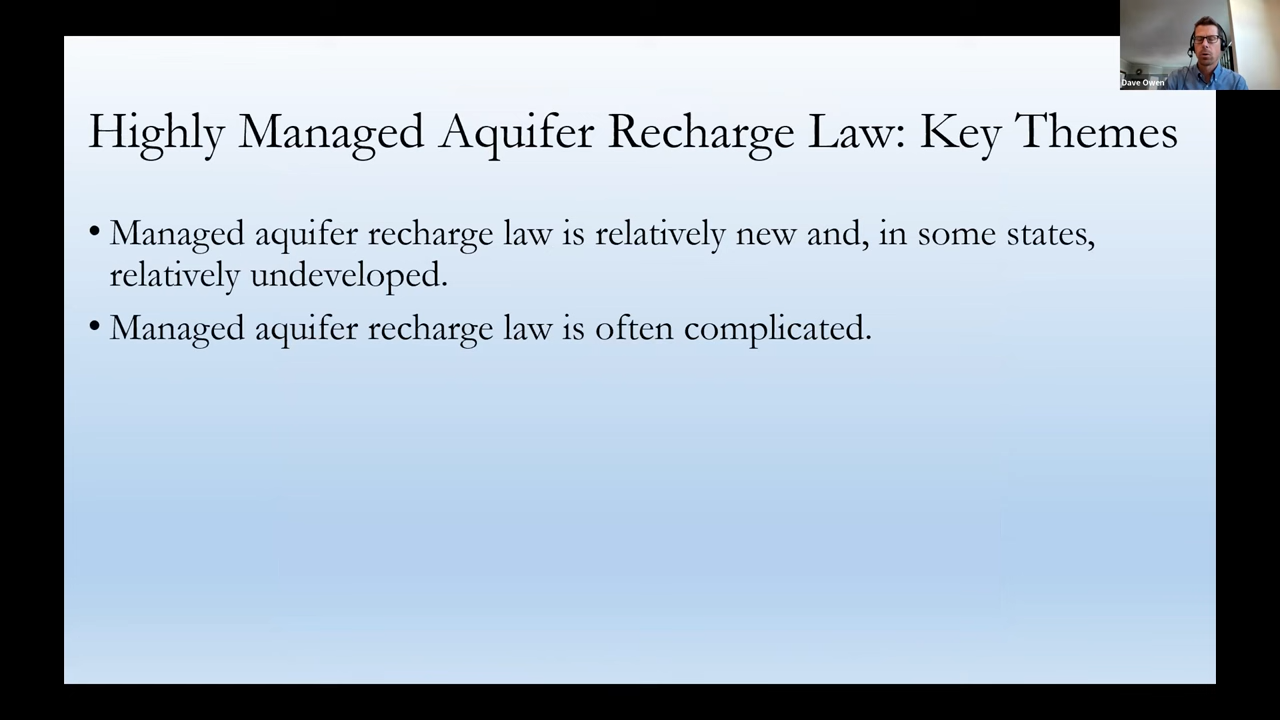 Dave Owen
Highly Managed Aquifer Recharge Law: Key Themes
• Managed aquifer recharge law is relatively new and, in some states,
relatively undeveloped.
• Managed aquifer recharge law is often complicated.